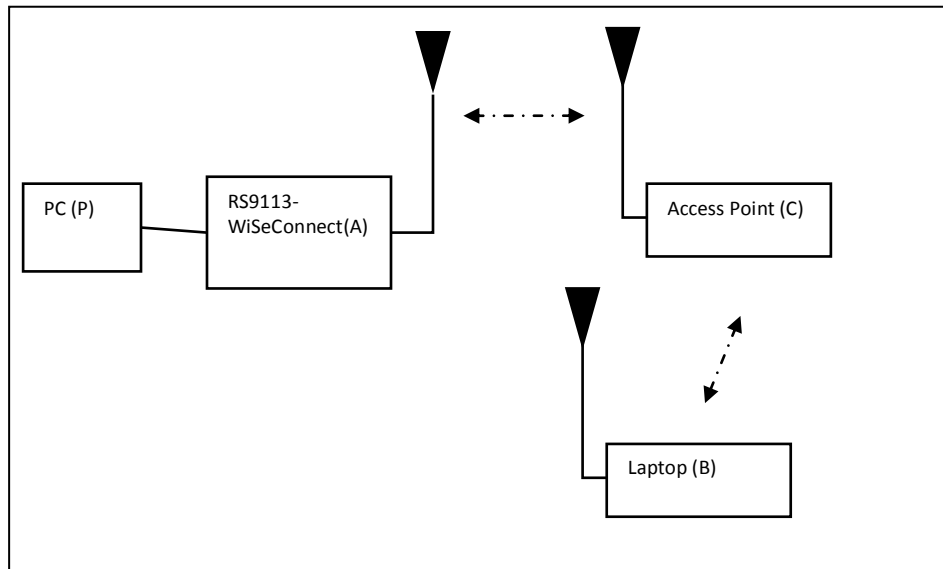 PC (P)
RS9113-
WiSeConnect(A)
Access Point (C)
Laptop (B)